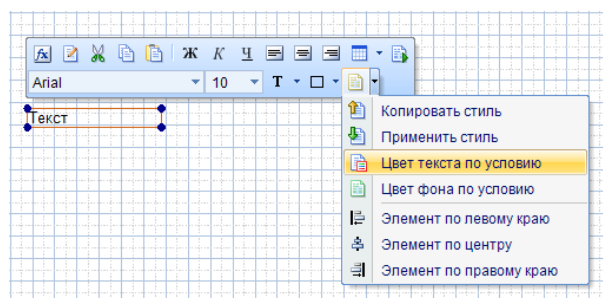 Ж К Ч
Arial 10 T
Текст
Копировать стиль
Применить стиль
Цвет текста по условию
Цвет фона по условию
Элемент по левому краю
Элемент по центру
Элемент по правому краю